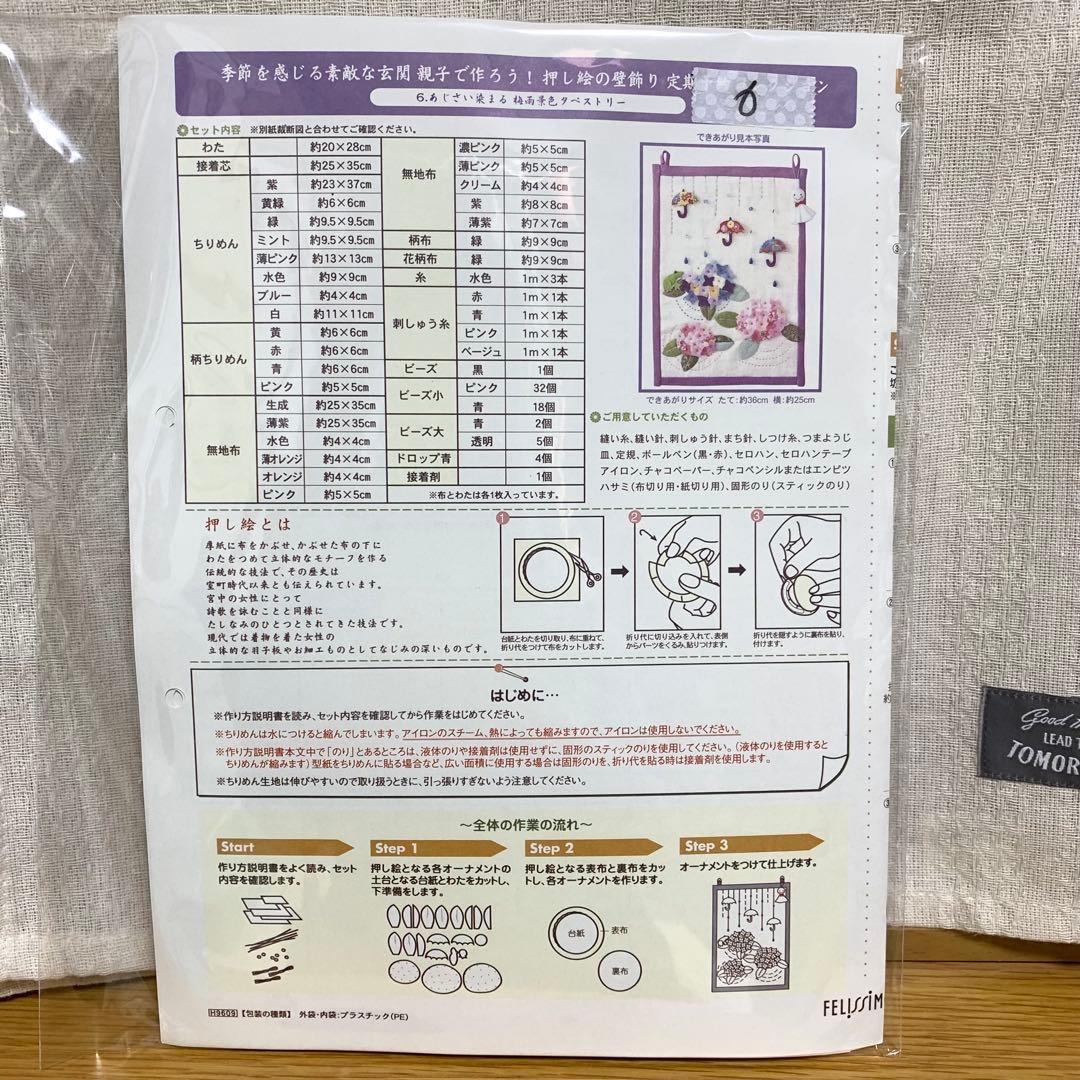 季節を感じる素敵な玄関 親子で作ろう! 押し絵の壁飾り 定期
6
6.あじさい染まる 梅雨景色タペストリー
セット内容 ※別紙裁断図と合わせてご確認ください。
わた 約20×28cm
接着芯 約25×35cm
ちりめん
紫 約23×37cm
黄緑 約6×6cm
緑 約9.5×9.5cm
ミント 約9.5×9.5cm
薄ピンク 約13×13cm
水色 約9×9cm
ブルー 約4×4cm
白 約11×11cm
柄ちりめん
黄 約6×6cm
赤 約6×6cm
青 約6×6cm
ピンク 約5×5cm
無地布
生成 約25×35cm
薄紫 約25×35cm
水色 約4×4cm
薄オレンジ 約4×4cm
オレンジ 約4×4cm
ピンク 約5×5cm
無地布
濃ピンク 約5×5cm
薄ピンク 約5×5cm
クリーム 約4×4cm
紫 約8×8cm
薄紫 約7×7cm
柄布 緑 約9×9cm
花柄布 緑 約9×9cm
糸 水色 1m×3本
刺しゅう糸
赤 1m×1本
青 1m×1本
ピンク 1m×1本
ベージュ 1m×1本
ビーズ 黒 1個
ビーズ小
ピンク 32個
青 18個
ビーズ大
青 2個
透明 5個
ドロップ青 4個
接着剤 1個
※布とわたは各1枚入っています。
できあがり見本写真
できあがりサイズ たて:約36cm 横:約25cm
ご用意していただくもの
縫い糸、縫い針、刺しゅう針、まち針、しつけ糸、つまようじ
皿、定規、ボールペン(黒・赤)、セロハン、セロハンテープ
アイロン、チャコペーパー、チャコペンシルまたはエンピツ
ハサミ(布切り用・紙切り用)、固形のり(スティックのり)
押し絵とは
厚紙に布をかぶせ、かぶせた布の下に
わたをつめて立体的なモチーフを作る
伝統的な技法で、その歴史は
室町時代以来とも伝えられています。
宮中の女性にとって
詩歌を詠むことと同様に
たしなみのひとつとされてきた技法です。
現代では着物を着た女性の
立体的な羽子板やお細工ものとしてなじみの深いものです。
1
台紙とわたを切り取り、布に重ねて、
折り代をつけて布をカットします。
2
折り代に切り込みを入れて、表側
からパーツをくるみ、貼りつけます。
3
折り代を隠すように裏布を貼り、
付けます。
はじめに…
※作り方説明書を読み、セット内容を確認してから作業をはじめてください。
※ちりめんは水につけると縮んでしまいます。アイロンのスチーム、熱によっても縮みますので、アイロンは使用しないでください。
※作り方説明書本文中で「のり」とあるところは、液体のりや接着剤は使用せずに、固形のスティックのりを使用してください。(液体のりを使用すると
ちりめんが縮みます)型紙をちりめんに貼る場合など、広い面積に使用する場合は固形のりを、折り代を貼る時は接着剤を使用します。
※ちりめん生地は伸びやすいので取り扱うときに、引っ張りすぎないよう注意してください。
~全体の作業の流れ~
Start
作り方説明書をよく読み、セット
内容を確認します。
Step 1
押し絵となる各オーナメントの
土台となる台紙とわたをカットし、
下準備をします。
Step 2
押し絵となる表布と裏布をカッ
トし、各オーナメントを作ります。
台紙
表布
裏布
Step 3
オーナメントをつけて仕上げます。
H9609 【包装の種類】 外袋・内袋:プラスチック(PE)
FELISSIM
Good
LEAD T
TOMOR